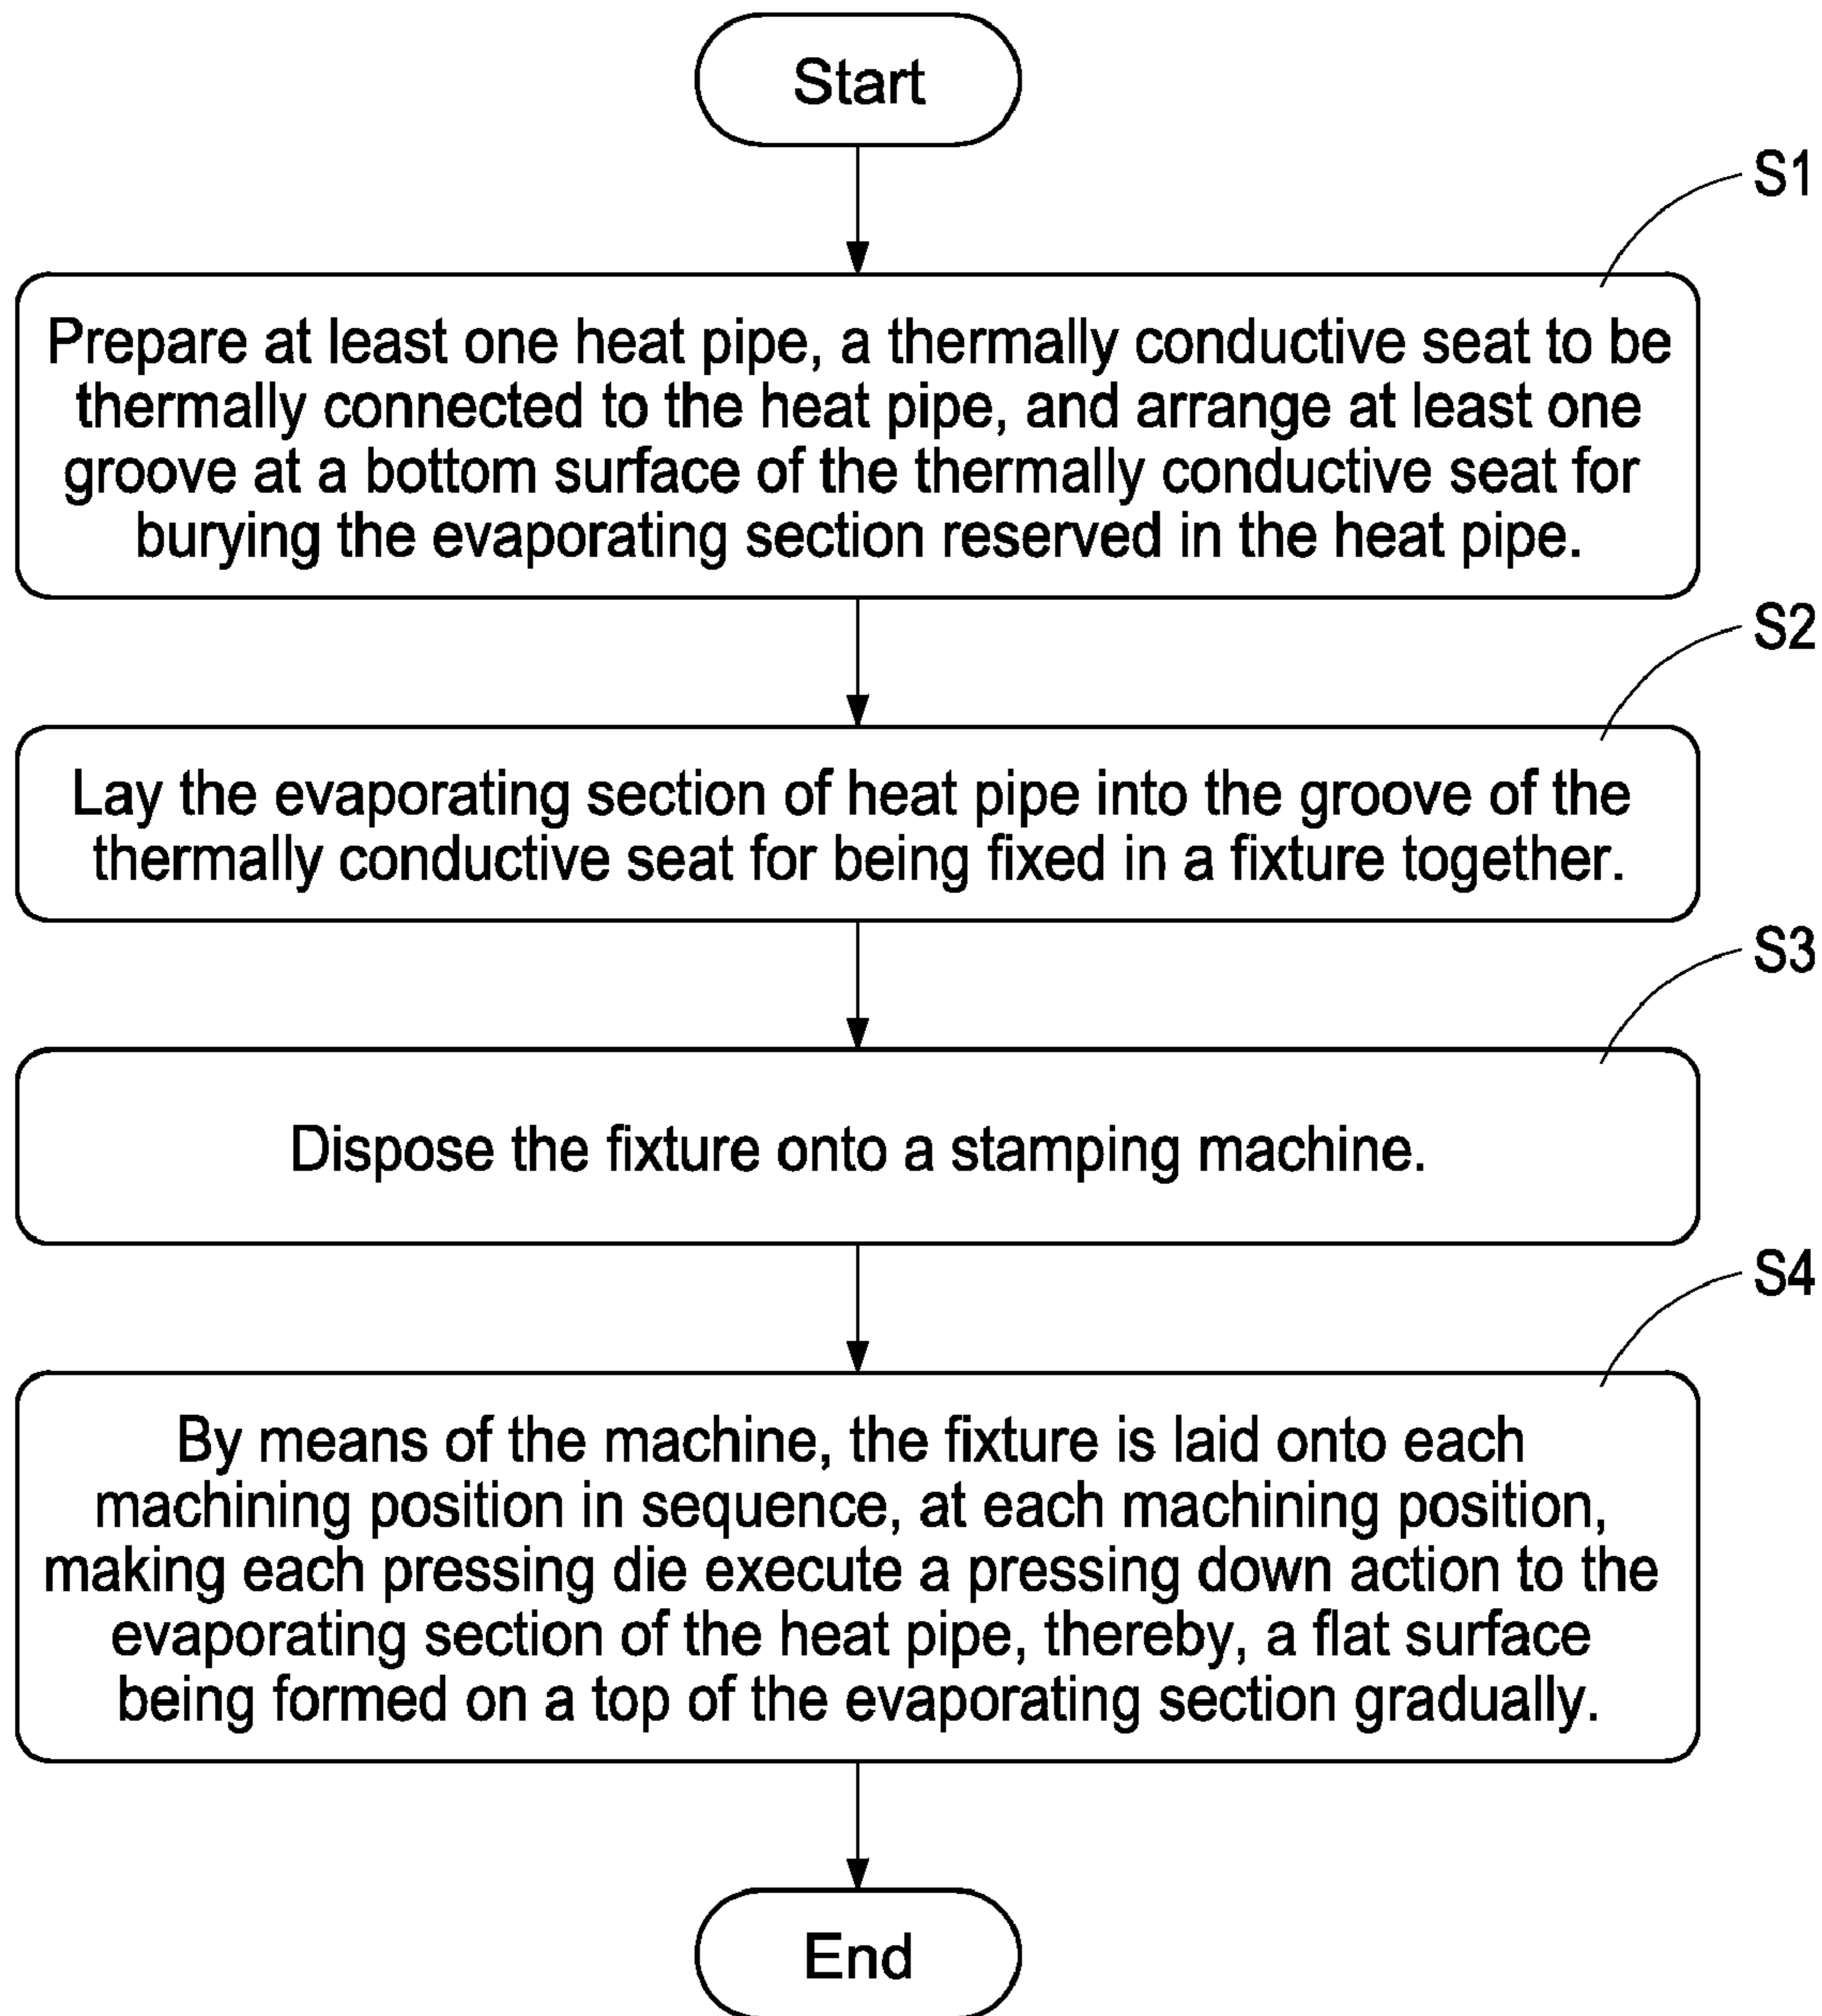 Start
S1
Prepare at least one heat pipe, a thermally conductive seat to be
thermally connected to the heat pipe, and arrange at least one
groove at a bottom surface of the thermally conductive seat for
burying the evaporating section reserved in the heat pipe.
S2
Lay the evaporating section of heat pipe into the groove of the
thermally conductive seat for being fixed in a fixture together.
S3
Dispose the fixture onto a stamping machine.
S4
By means of the machine, the fixture is laid onto each
machining position in sequence, at each machining position,
making each pressing die execute a pressing down action to the
evaporating section of the heat pipe, thereby, a flat surface
being formed on a top of the evaporating section gradually.
End